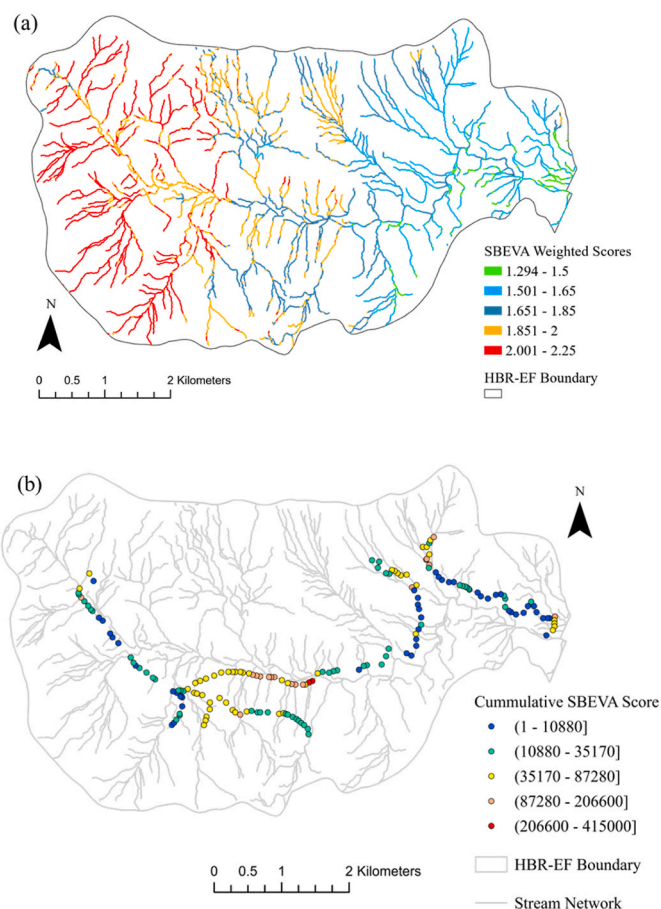 (a)
SBEVA Weighted Scores
1.294 - 1.5
1.501 - 1.65
1.651 - 1.85
1.851 - 2
2.001 - 2.25
HBR-EF Boundary
N
0 0.5 1 2 Kilometers
(b)
N
Cummulative SBEVA Score
(1 - 10880]
(10880 - 35170]
(35170 - 87280]
(87280 - 206600]
(206600 - 415000]
HBR-EF Boundary
Stream Network
0 0.5 1 2 Kilometers